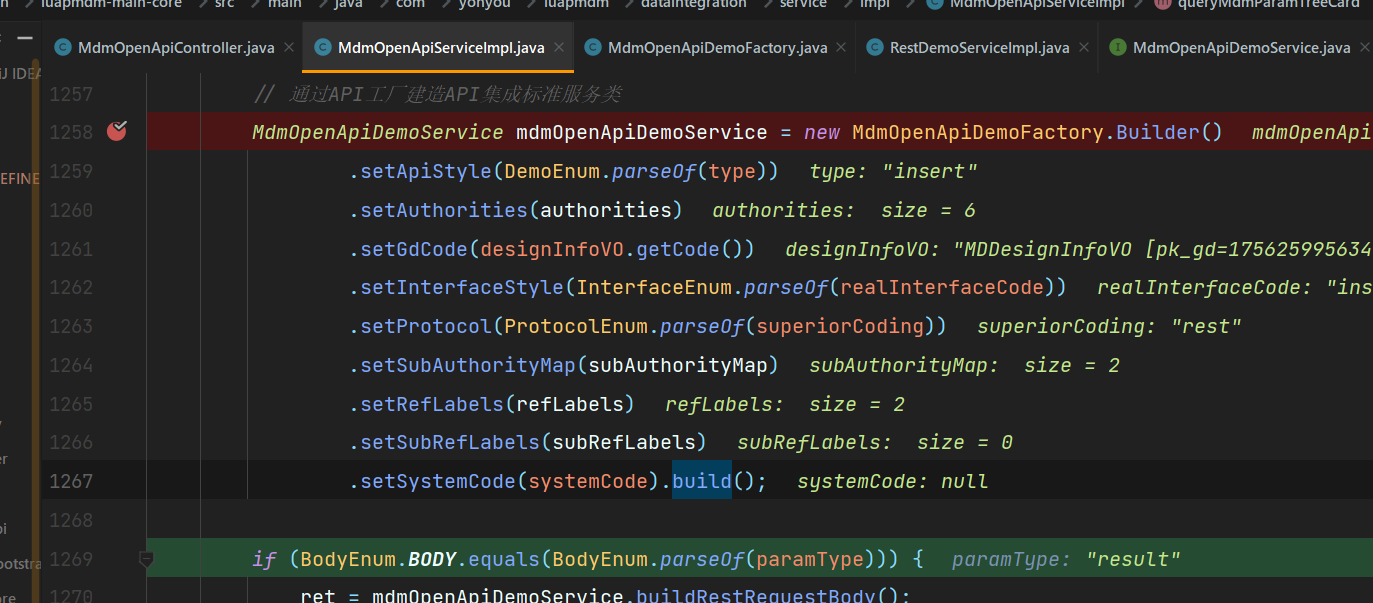 luapmdm-main-core > src > main > java > com > yonyou > iuapmdm > dataintegration > service > impl > MdmOpenApiServiceImpl > queryMdmParamTreeCard
MdmOpenApiController.java × MdmOpenApiServiceImpl.java × MdmOpenApiDemoFactory.java × RestDemoServiceImpl.java × MdmOpenApiDemoService.java ×
IJ IDEA
1257 // 通过API工厂建造API集成标准服务类
1258 MdmOpenApiDemoService mdmOpenApiDemoService = new MdmOpenApiDemoFactory.Builder() mdmOpenApi
1259 .setApiStyle(DemoEnum.parseOf(type)) type: "insert"
EFINE
1260 .setAuthorities(authorities) authorities: size = 6
1261 .setGdCode(designInfoVO.getCode()) designInfoVO: "MDDesignInfoVO [pk_gd=175625995634
1262 .setInterfaceStyle(InterfaceEnum.parseOf(realInterfaceCode)) realInterfaceCode: "ins
1263 .setProtocol(ProtocolEnum.parseOf(superiorCoding)) superiorCoding: "rest"
1264 .setSubAuthorityMap(subAuthorityMap) subAuthorityMap: size = 2
1265 .setRefLabels(refLabels) refLabels: size = 2
1266 .setSubRefLabels(subRefLabels) subRefLabels: size = 0
1267 .setSystemCode(systemCode).build(); systemCode: null
1268
1269 if (BodyEnum.BODY.equals(BodyEnum.parseOf(paramType))) { paramType: "result"
1270 ret = mdmOpenApiDemoService.buildRestRequestBody();